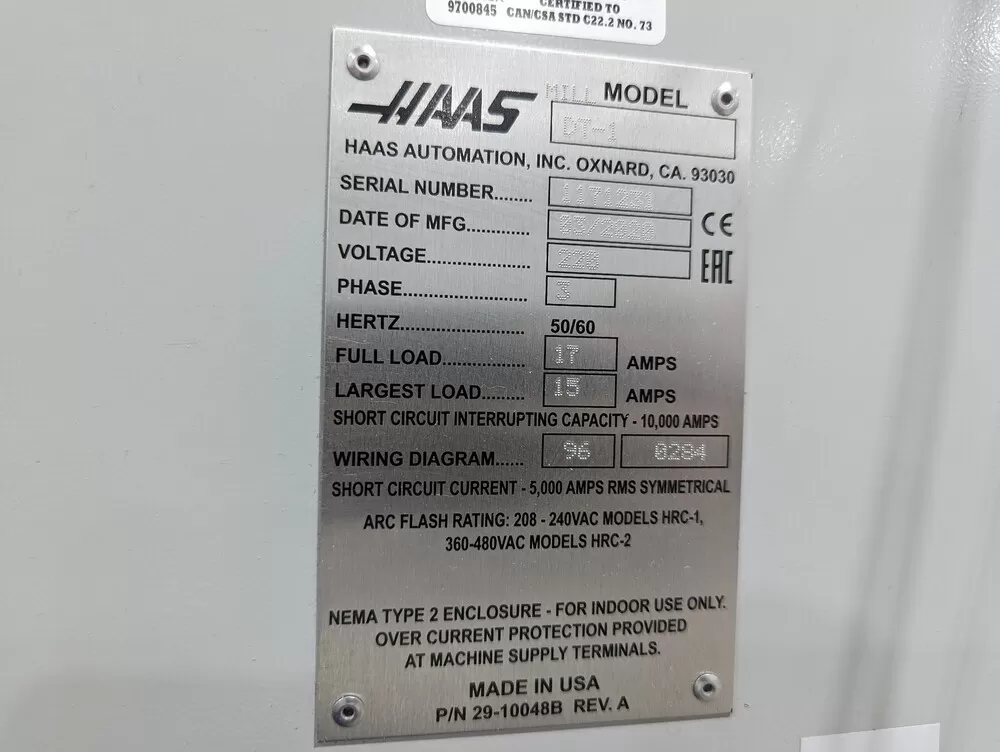 CERTIFIED TO
9700845 CAN/CSA STD C22.2 NO. 73
HAAS MILL MODEL
DT-1
HAAS AUTOMATION, INC. OXNARD, CA. 93030
SERIAL NUMBER........ 1171231
DATE OF MFG............. CE
VOLTAGE..................... 220 EAC
PHASE.......................... 3
HERTZ.......................... 50/60
FULL LOAD................. 17 AMPS
LARGEST LOAD......... 15 AMPS
SHORT CIRCUIT INTERRUPTING CAPACITY - 10,000 AMPS
WIRING DIAGRAM...... 96 0284
SHORT CIRCUIT CURRENT - 5,000 AMPS RMS SYMMETRICAL
ARC FLASH RATING: 208 - 240VAC MODELS HRC-1,
360-480VAC MODELS HRC-2
NEMA TYPE 2 ENCLOSURE - FOR INDOOR USE ONLY.
OVER CURRENT PROTECTION PROVIDED
AT MACHINE SUPPLY TERMINALS.
MADE IN USA
P/N 29-10048B REV. A